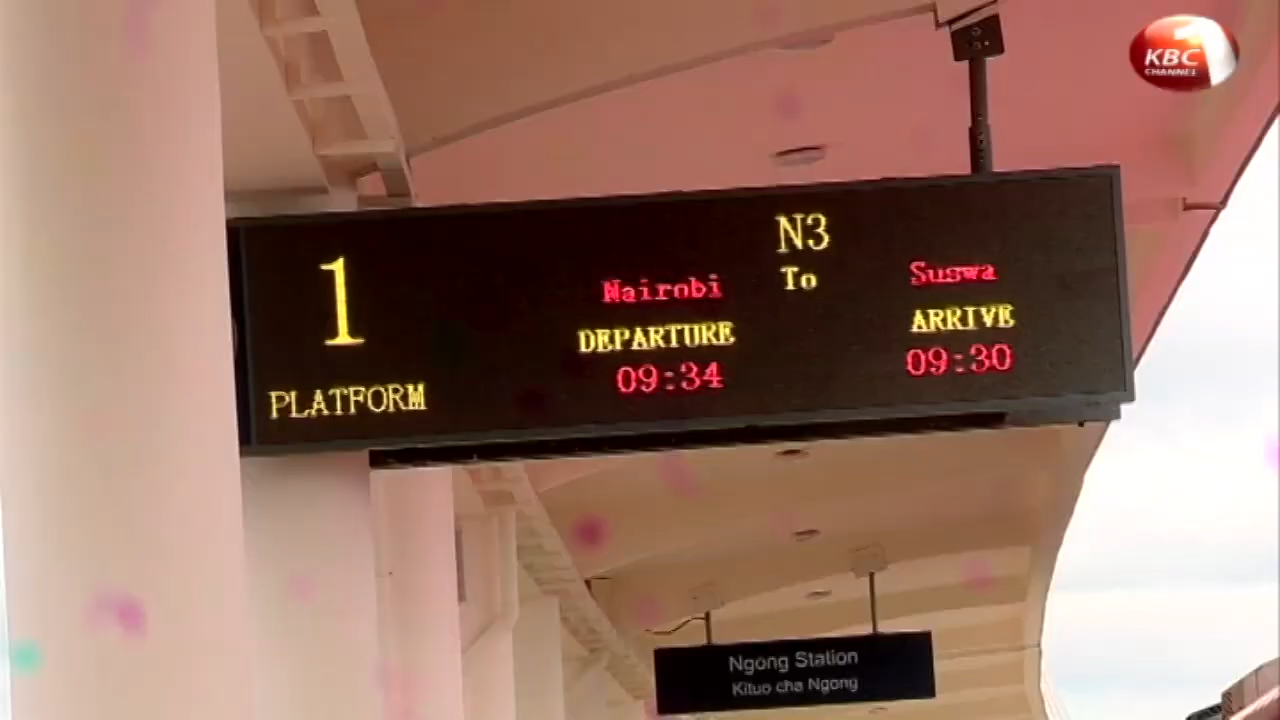 KBC 1
CHANNEL
N3
1
Nairobi
To
Suswa
DEPARTURE
ARRIVE
09:34
09:30
PLATFORM
Ngong Station
Kituo cha Ngong